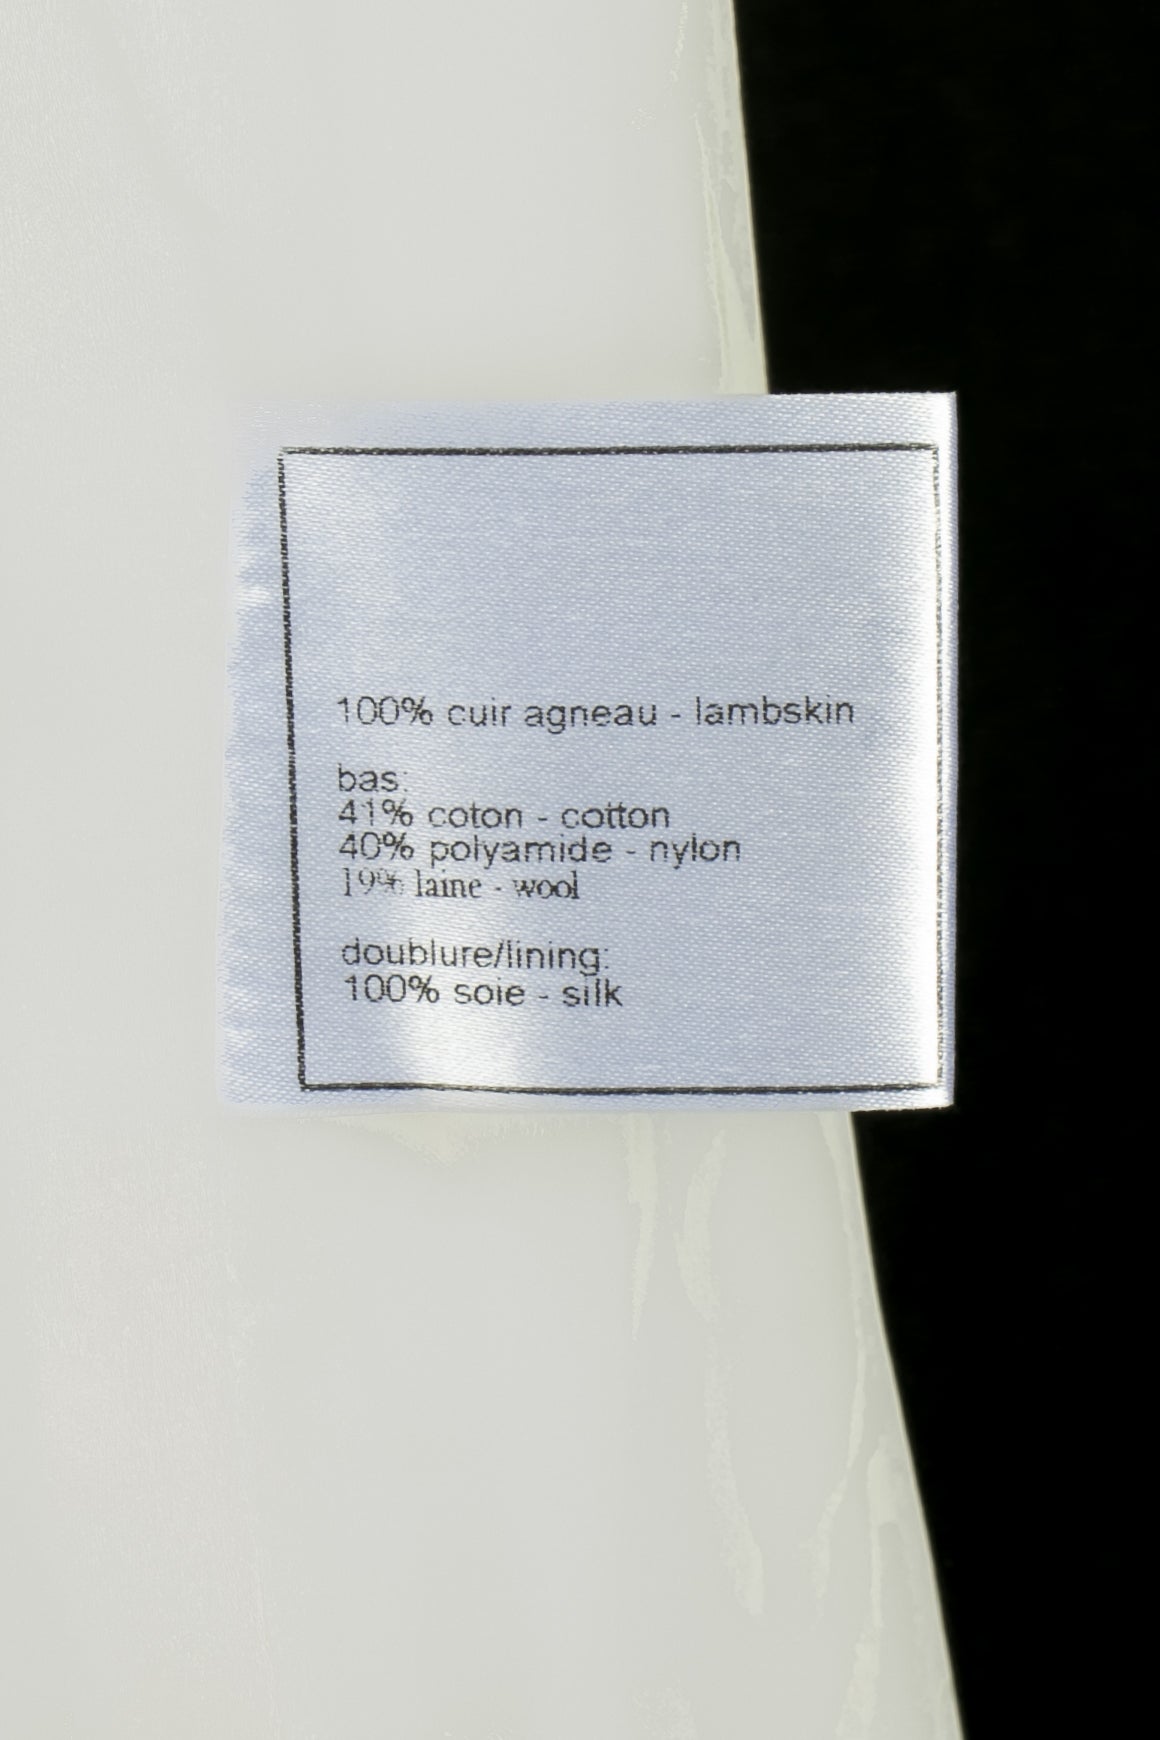 100% cuir agneau - lambskin
bas:
41% coton - cotton
40% polyamide - nylon
19% laine - wool
doublure/lining:
100% soie - silk